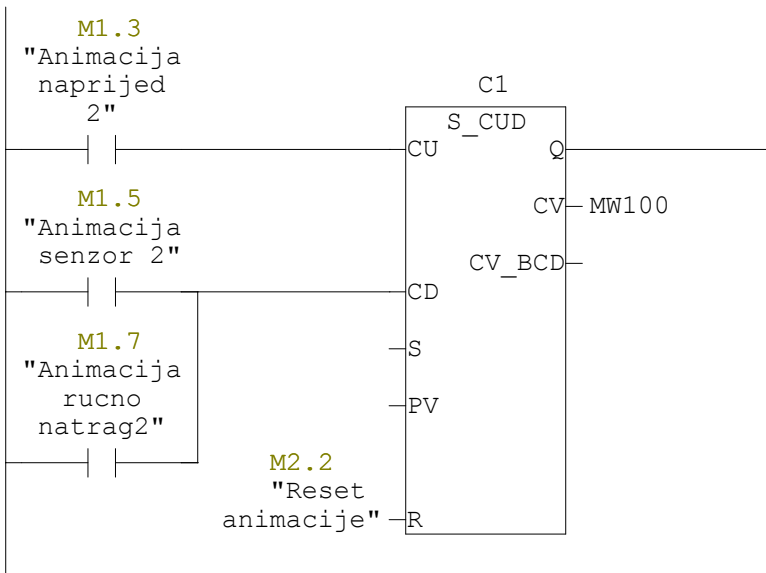 M1.3
"Animacija
naprijed
2"
C1
S_CUD
CU Q
M1.5
"Animacija
senzor 2"
CV MW100
CV_BCD
CD
M1.7
"Animacija
rucno
natrag2"
S
PV
M2.2
"Reset
animacije" R